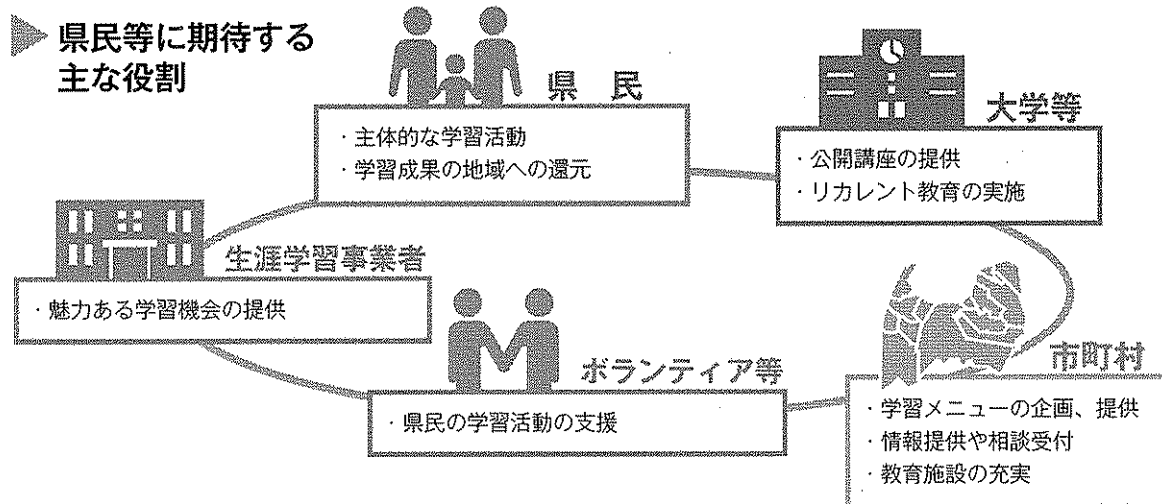 県民等に期待する
主な役割
県 民
・主体的な学習活動
・学習成果の地域への還元
大学等
・公開講座の提供
・リカレント教育の実施
生涯学習事業者
・魅力ある学習機会の提供
ボランティア等
・県民の学習活動の支援
市町村
・学習メニューの企画、提供
・情報提供や相談受付
・教育施設の充実